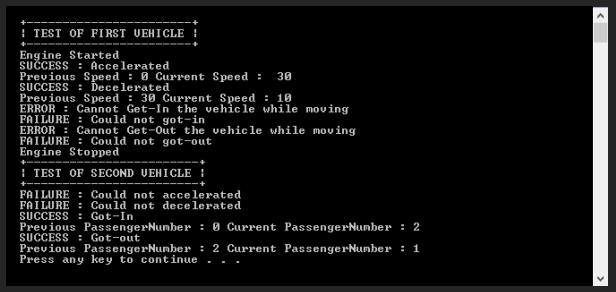 +-----------------------+
| TEST OF FIRST VEHICLE |
+-----------------------+
Engine Started
SUCCESS : Accelerated
Previous Speed : 0 Current Speed :  30
SUCCESS : Decelerated
Previous Speed : 30 Current Speed : 10
ERROR : Cannot Get-In the vehicle while moving
FAILURE : Could not got-in
ERROR : Cannot Get-Out the vehicle while moving
FAILURE : Could not got-out
Engine Stopped
+------------------------+
| TEST OF SECOND VEHICLE |
+------------------------+
FAILURE : Could not accelerated
FAILURE : Could not decelerated
SUCCESS : Got-In
Previous PassengerNumber : 0 Current PassengerNumber : 2
SUCCESS : Got-out
Previous PassengerNumber : 2 Current PassengerNumber : 1
Press any key to continue . . .